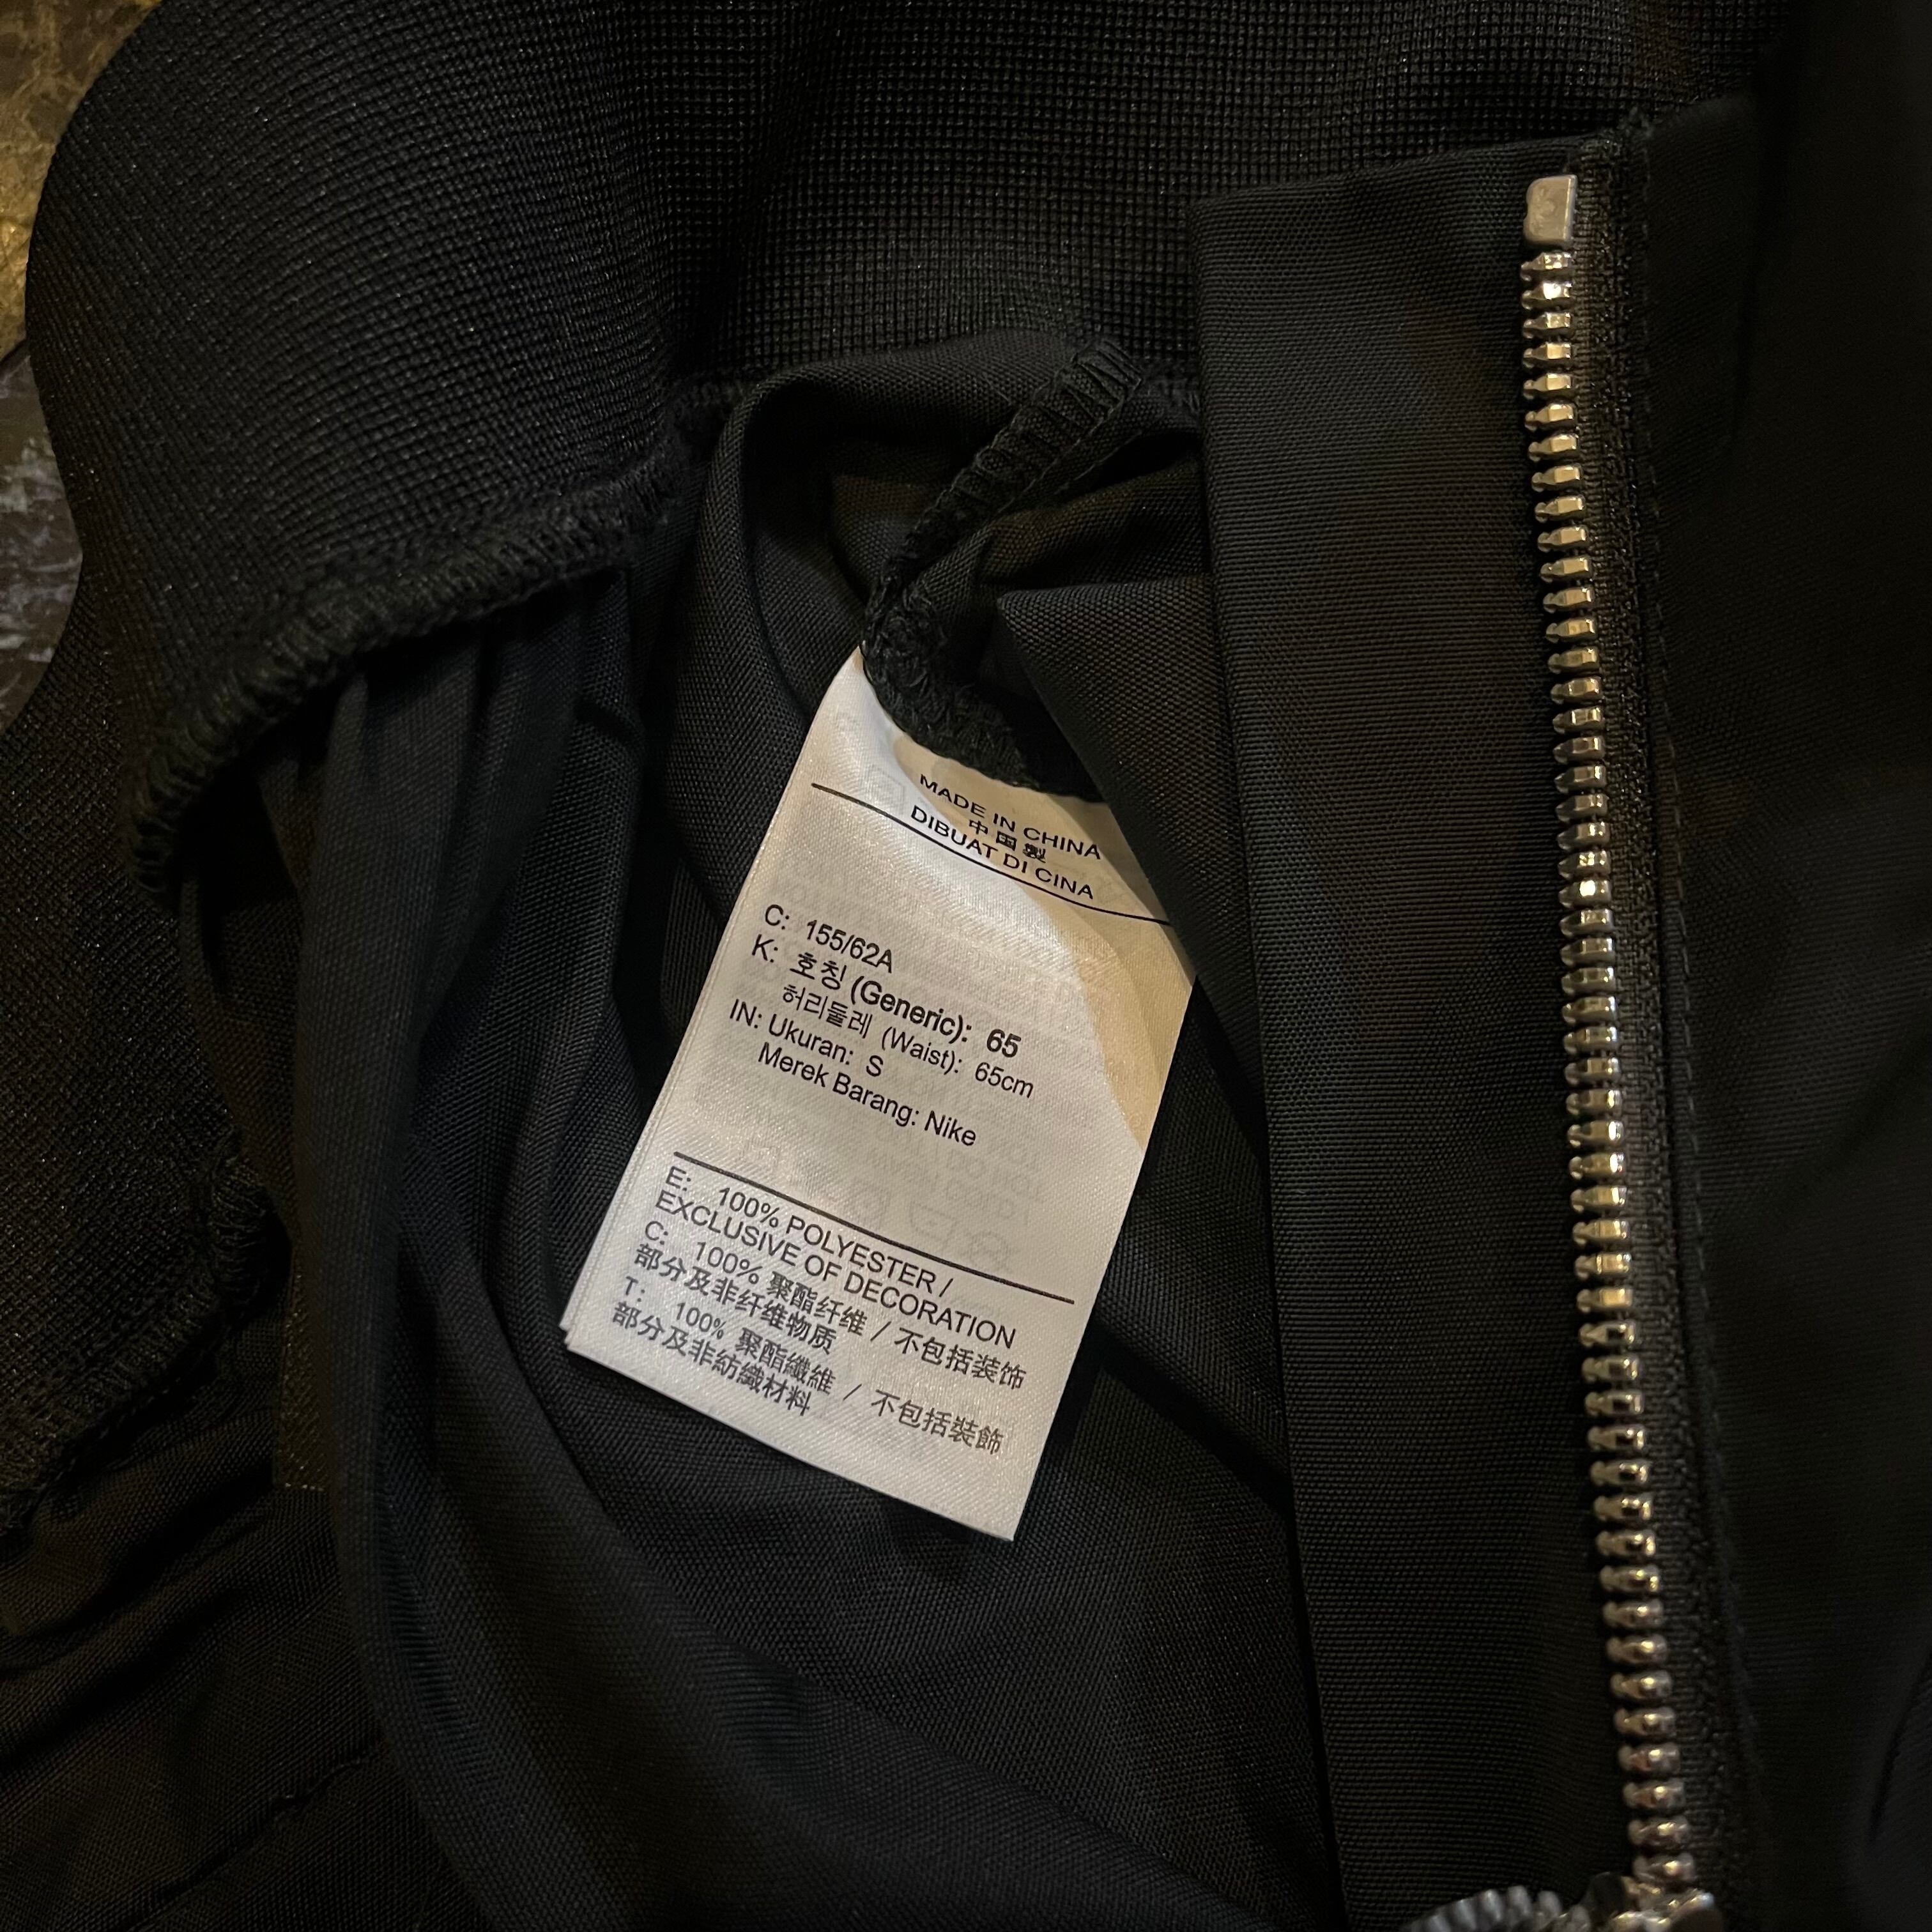 MADE IN CHINA
中国製
DIBUAT DI CINA
C: 155/62A
K: 호칭 (Generic): 65
허리둘레 (Waist): 65cm
IN: Ukuran: S
Merek Barang: Nike
E: 100% POLYESTER /
EXCLUSIVE OF DECORATION
C: 100% 聚酯纤维 / 不包括装饰
部分及非纤维物质
T: 100% 聚酯纖維 / 不包括裝飾
部分及非紡織材料